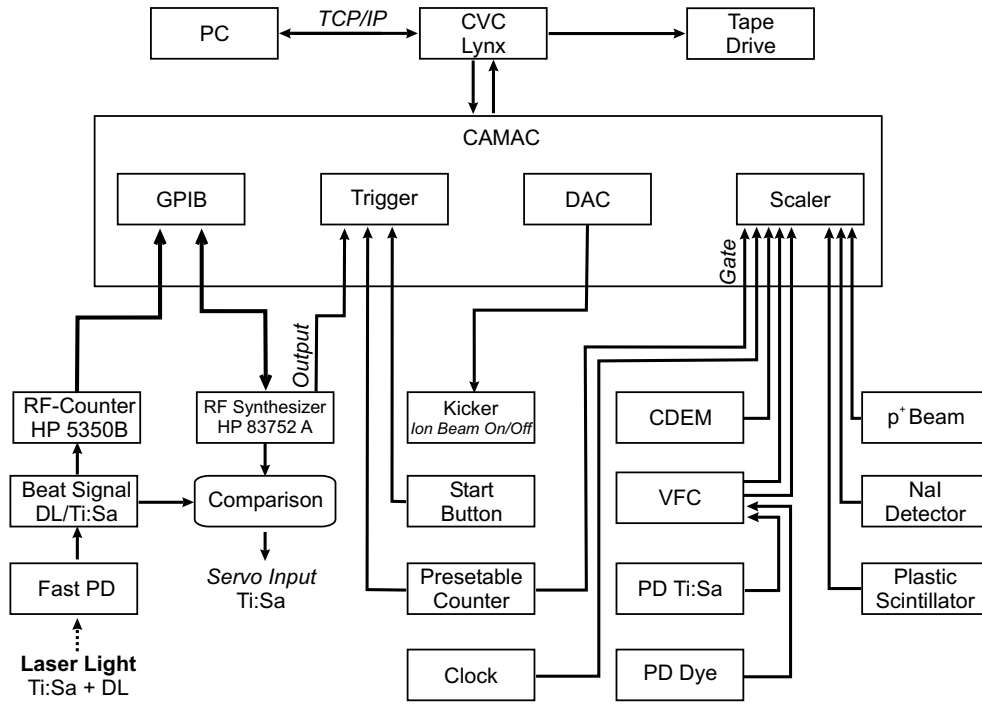 TCP/IP
PC
CVC
Lynx
Tape
Drive
CAMAC
GPIB
Trigger
DAC
Scaler
Gate
Output
RF-Counter
HP 5350B
RF Synthesizer
HP 83752 A
Kicker
Ion Beam On/Off
CDEM
p⁺ Beam
Beat Signal
DL/Ti:Sa
Comparison
Start
Button
VFC
NaI
Detector
Fast PD
Servo Input
Ti:Sa
Presetable
Counter
PD Ti:Sa
Plastic
Scintillator
Laser Light
Ti:Sa + DL
Clock
PD Dye